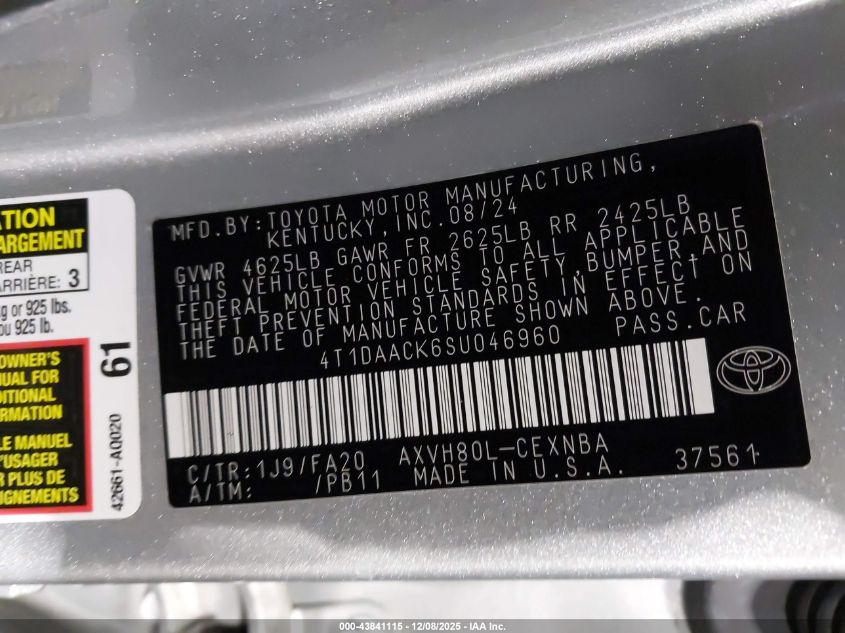 ATION
ARGEMENT
REAR
ARRIÈRE: 3
kg or 925 lbs.
ou 925 lb.
OWNER'S
NUAL FOR
DITIONAL
ORMATION
LE MANUEL
'USAGER
R PLUS DE
IGNEMENTS
61
42661-A0020
MFD.BY:TOYOTA MOTOR MANUFACTURING,
KENTUCKY,INC.08/24
GVWR 4625LB GAWR FR 2625LB RR 2425LB
THIS VEHICLE CONFORMS TO ALL APPLICABLE
FEDERAL MOTOR VEHICLE SAFETY,BUMPER,AND
THEFT PREVENTION STANDARDS IN EFFECT ON
THE DATE OF MANUFACTURE SHOWN ABOVE.
4T1DAACK6SU046960 PASS.CAR
C/TR:1J9/FA20 AXVH80L-CEXNBA
A/TM: /PB11 MADE IN U.S.A. 37561
000-43841115 - 12/08/2025 - IAA Inc.